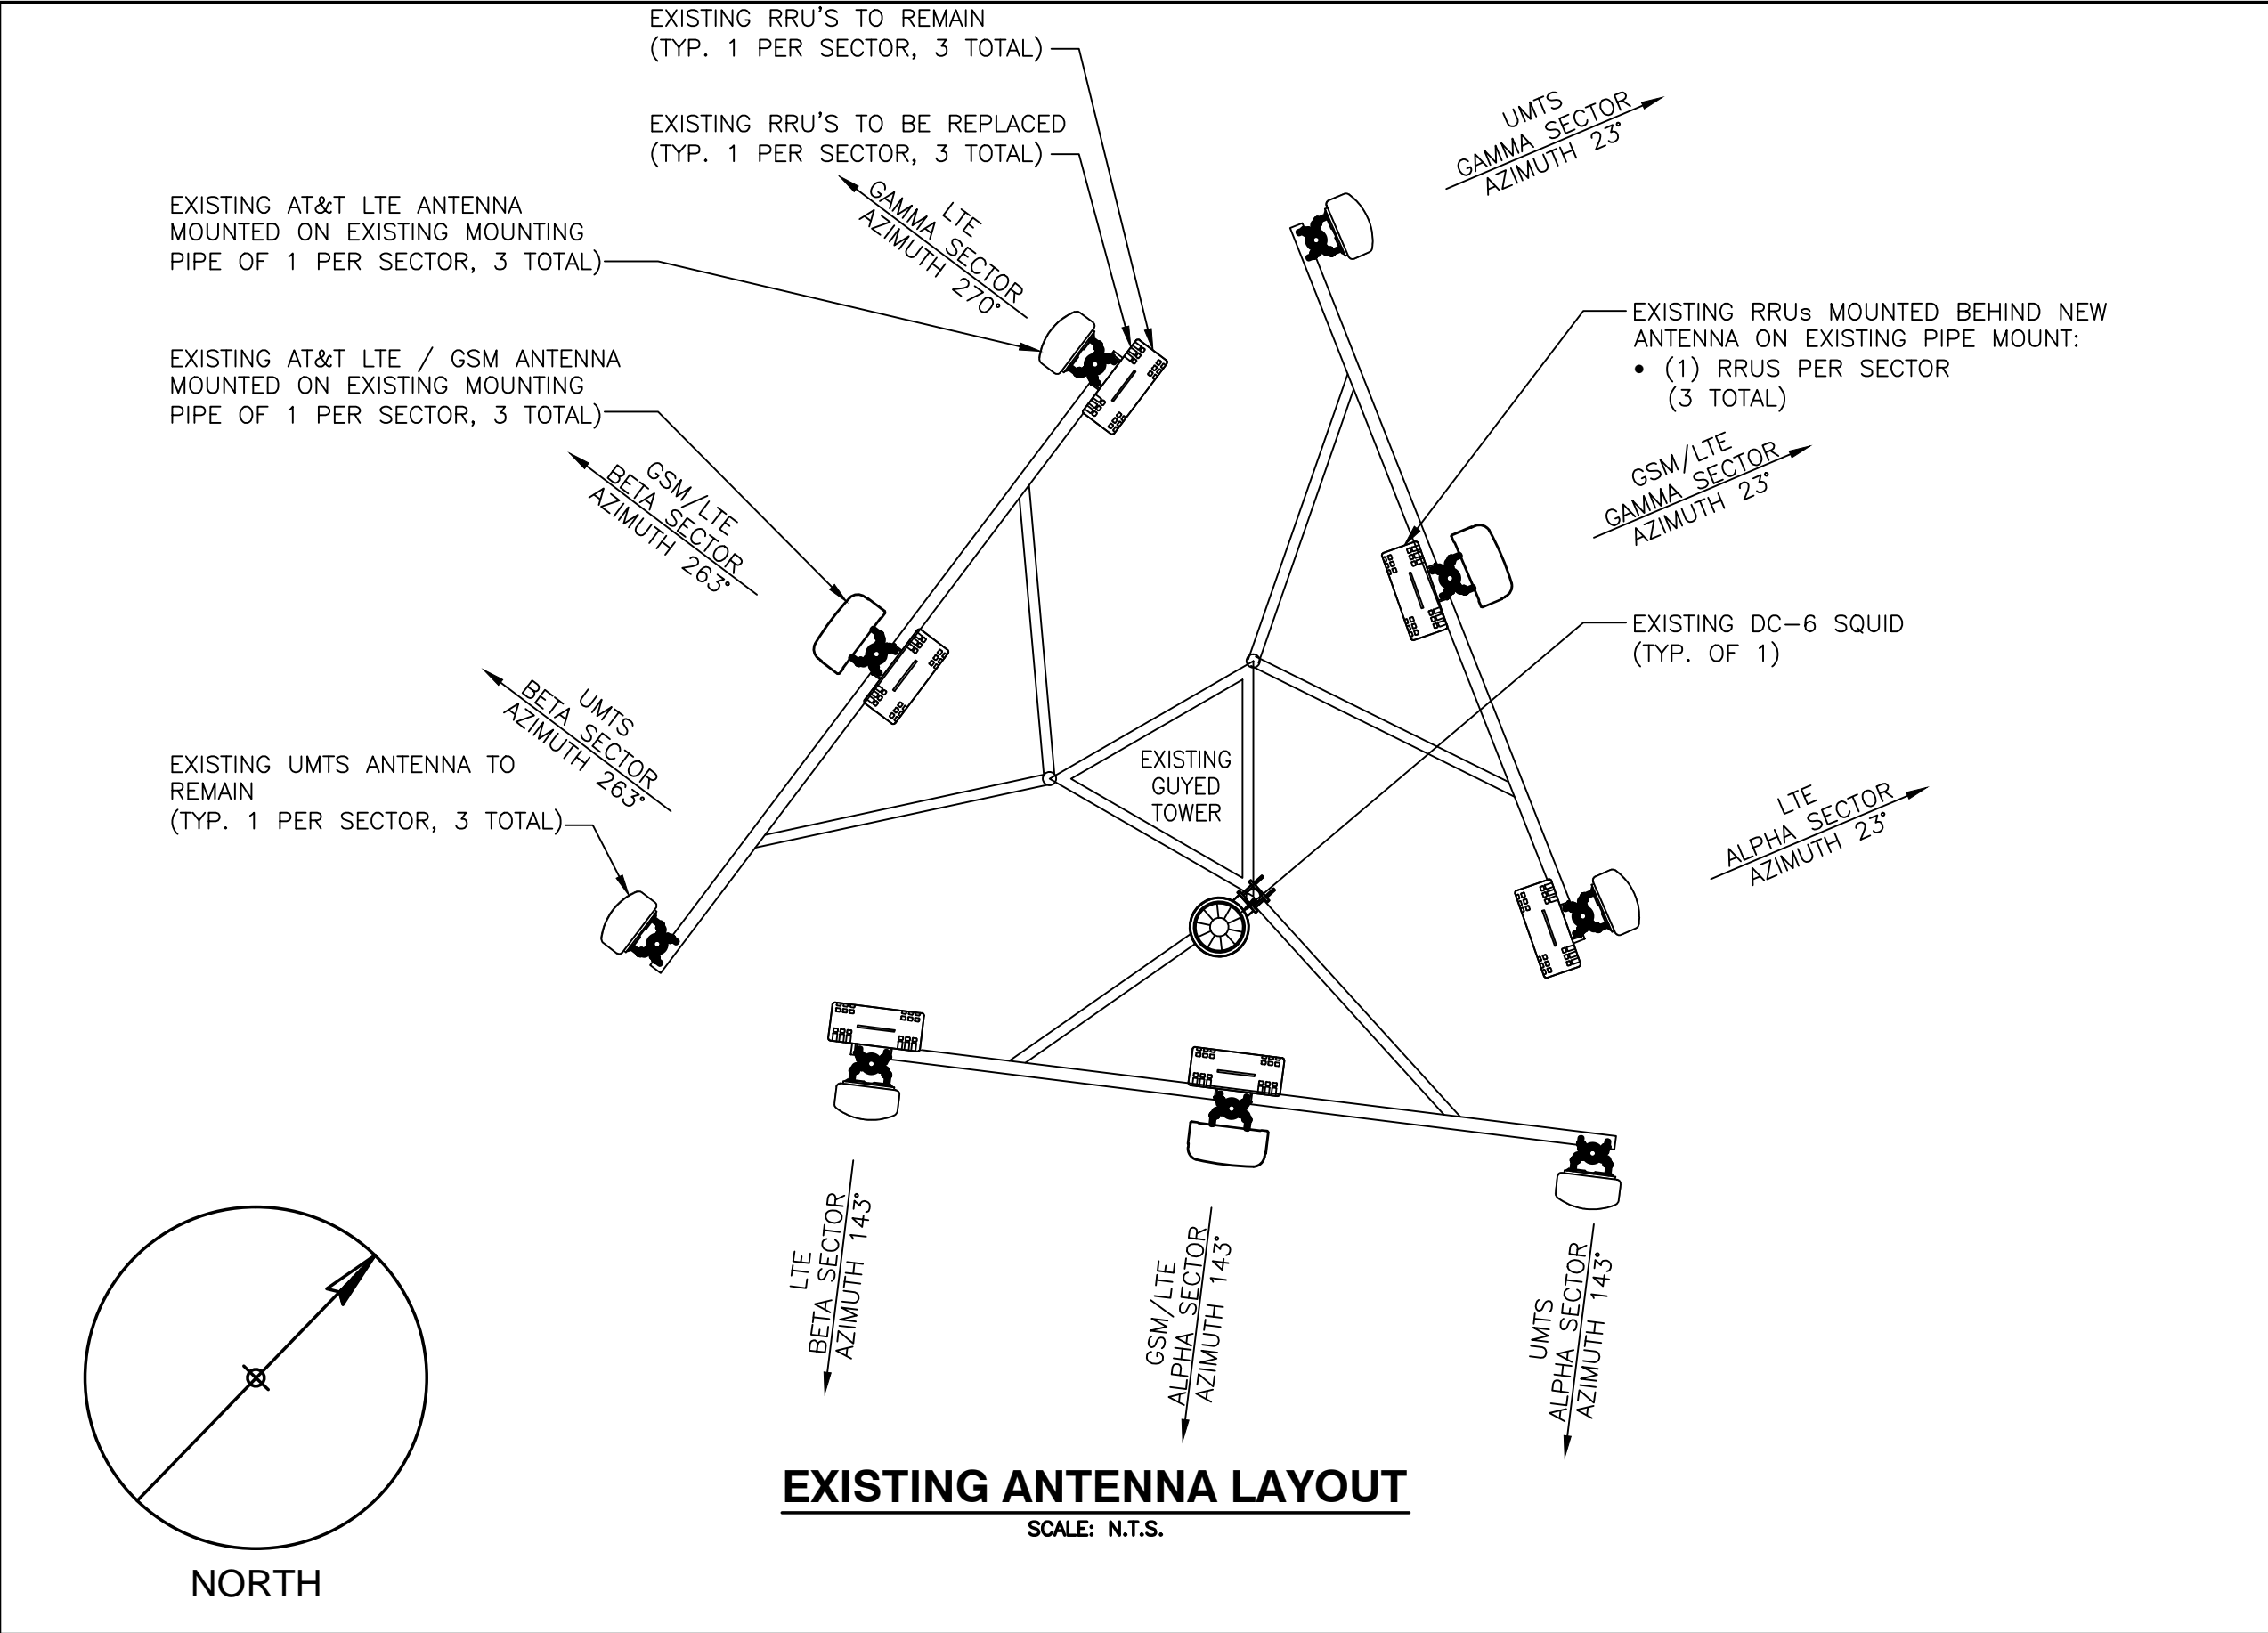 EXISTING RRU'S TO REMAIN
(TYP. 1 PER SECTOR, 3 TOTAL)
EXISTING RRU'S TO BE REPLACED
(TYP. 1 PER SECTOR, 3 TOTAL)
UMTS
GAMMA SECTOR
AZIMUTH 23°
EXISTING AT&T LTE ANTENNA
MOUNTED ON EXISTING MOUNTING
PIPE OF 1 PER SECTOR, 3 TOTAL)
LTE
GAMMA SECTOR
AZIMUTH 270°
EXISTING RRUs MOUNTED BEHIND NEW
ANTENNA ON EXISTING PIPE MOUNT:
• (1) RRUS PER SECTOR
(3 TOTAL)
EXISTING AT&T LTE / GSM ANTENNA
MOUNTED ON EXISTING MOUNTING
PIPE OF 1 PER SECTOR, 3 TOTAL)
GSM/LTE
BETA SECTOR
AZIMUTH 263°
GSM/LTE
GAMMA SECTOR
AZIMUTH 23°
EXISTING DC-6 SQUID
(TYP. OF 1)
UMTS
BETA SECTOR
AZIMUTH 263°
EXISTING UMTS ANTENNA TO
REMAIN
(TYP. 1 PER SECTOR, 3 TOTAL)
EXISTING
GUYED
TOWER
LTE
ALPHA SECTOR
AZIMUTH 23°
LTE
BETA SECTOR
AZIMUTH 143°
GSM/LTE
ALPHA SECTOR
AZIMUTH 143°
UMTS
ALPHA SECTOR
AZIMUTH 143°
EXISTING ANTENNA LAYOUT
SCALE: N.T.S.
NORTH